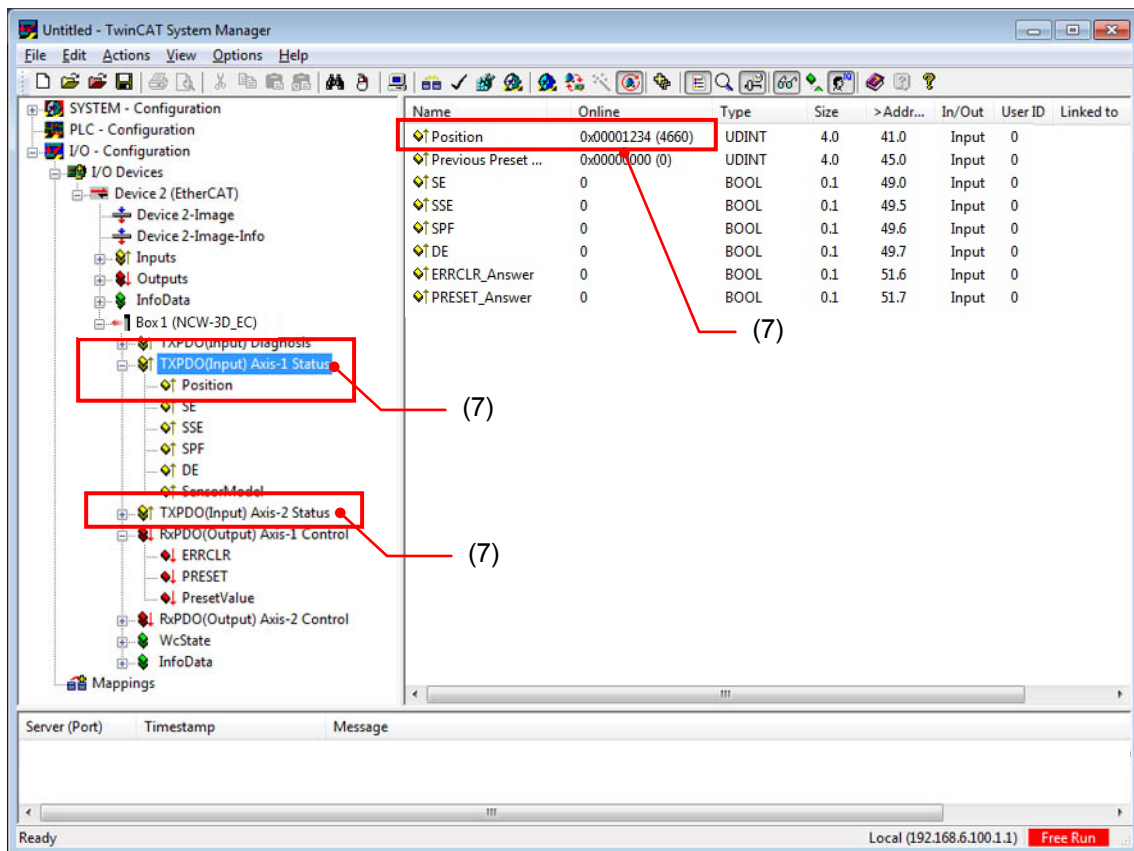 Untitled - TwinCAT System Manager
File Edit Actions View Options Help
SYSTEM - Configuration
PLC - Configuration
I/O - Configuration
I/O Devices
Device 2 (EtherCAT)
Device 2-Image
Device 2-Image-Info
Inputs
Outputs
InfoData
Box 1 (NCW-3D_EC)
TXPDO(Input) Diagnosis
TXPDO(Input) Axis-1 Status
Position
SE
SSE
SPF
DE
SensorModel
TXPDO(Input) Axis-2 Status
RxPDO(Output) Axis-1 Control
ERRCLR
PRESET
PresetValue
RxPDO(Output) Axis-2 Control
WcState
InfoData
Mappings
Name Online Type Size >Addr... In/Out User ID Linked to
Position 0x00001234 (4660) UDINT 4.0 41.0 Input 0
Previous Preset ... 0x00000000 (0) UDINT 4.0 45.0 Input 0
SE 0 BOOL 0.1 49.0 Input 0
SSE 0 BOOL 0.1 49.5 Input 0
SPF 0 BOOL 0.1 49.6 Input 0
DE 0 BOOL 0.1 49.7 Input 0
ERRCLR_Answer 0 BOOL 0.1 51.6 Input 0
PRESET_Answer 0 BOOL 0.1 51.7 Input 0
(7)
(7)
(7)
Server (Port) Timestamp Message
Ready Local (192.168.6.100.1.1) Free Run